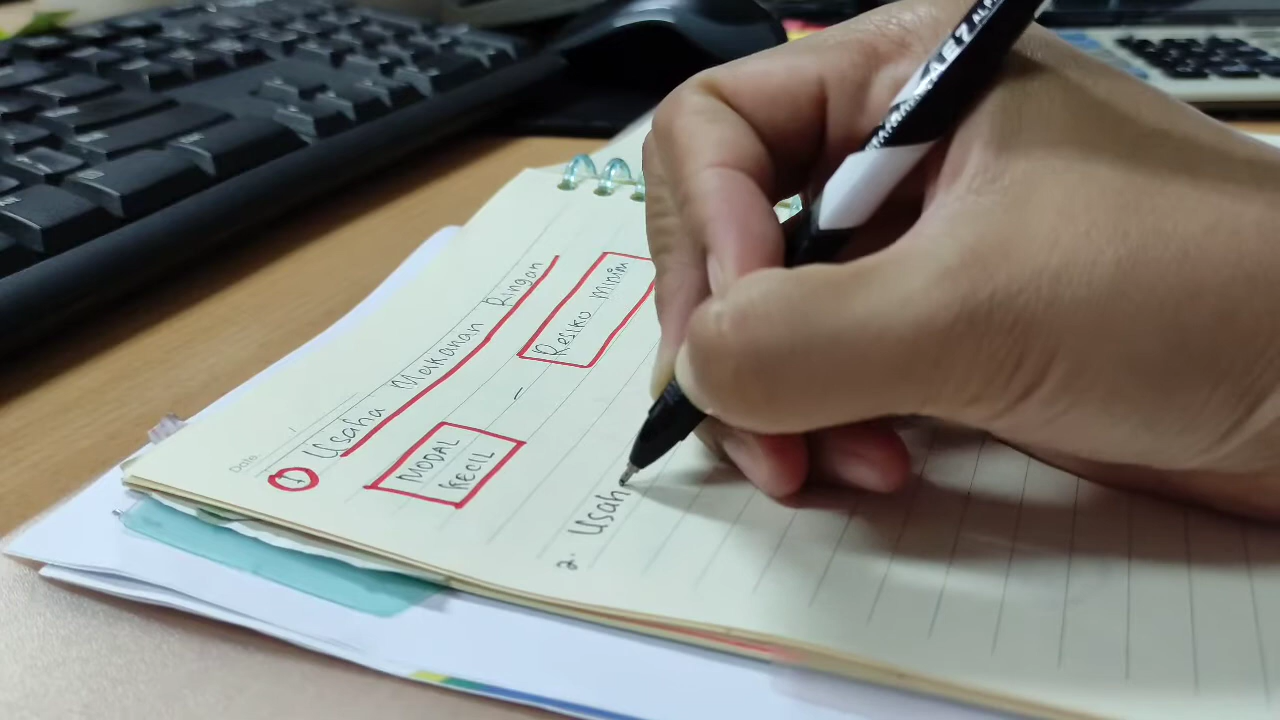 Date
1 Usaha Makanan Ringan
MODAL
KECIL
- Resiko minim
2. Usah